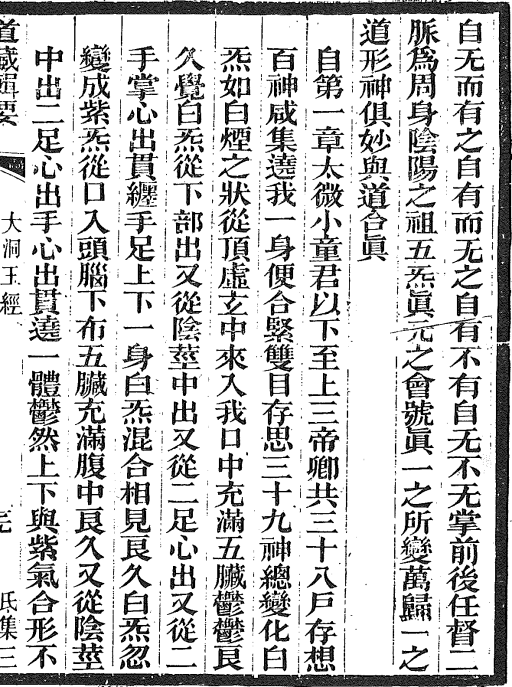 自无而有之自有而无之自有不有自无不无掌前後任督二
脈爲周身陰陽之祖五炁眞元之會號眞一之所變萬歸一之
道形神俱妙與道合眞
自第一章太微小童君以下至上三帝卿共三十八戸存想
百神咸集遶我一身便合緊雙目存思三十九神總變化白
炁如白煙之狀從頂虛玄中來入我口中充滿五臟鬱鬱良
久覺白炁從下部出又從陰莖中出又從二足心出又從二
手掌心出貫纒手足上下一身白炁混合相見良久白炁忽
變成紫炁從口入頭腦下布五臟充滿腹中良久又從陰莖
中出二足心出手心出貫遶一體鬱然上下與紫氣合形不
道藏輯要
大洞玉經
氐集三